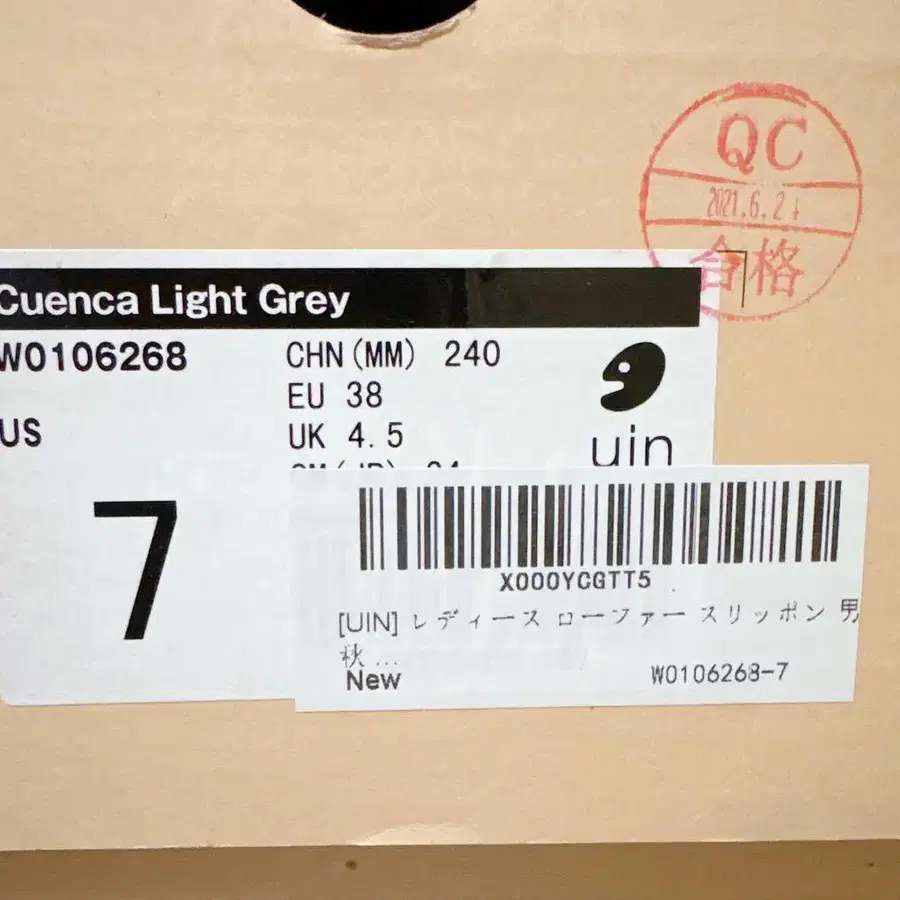 QC
2021.6.2
合格
Cuenca Light Grey
W0106268
CHN(MM) 240
EU 38
US
UK 4.5
uin
7
X000YCGTT5
[UIN] レディース ローファー スリッポン 男
秋 ...
New
W0106268-7